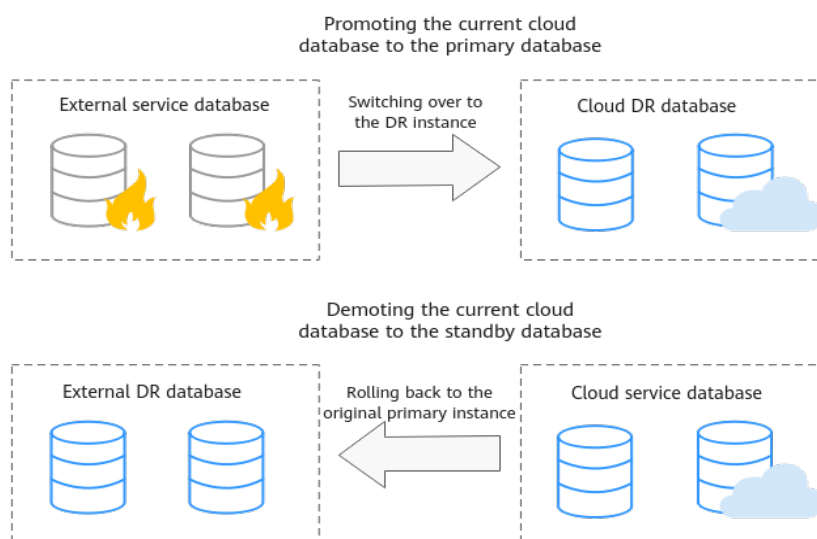 Promoting the current cloud
database to the primary database
External service database
Switching over to
the DR instance
Cloud DR database
Demoting the current cloud
database to the standby database
External DR database
Rolling back to the
original primary instance
Cloud service database